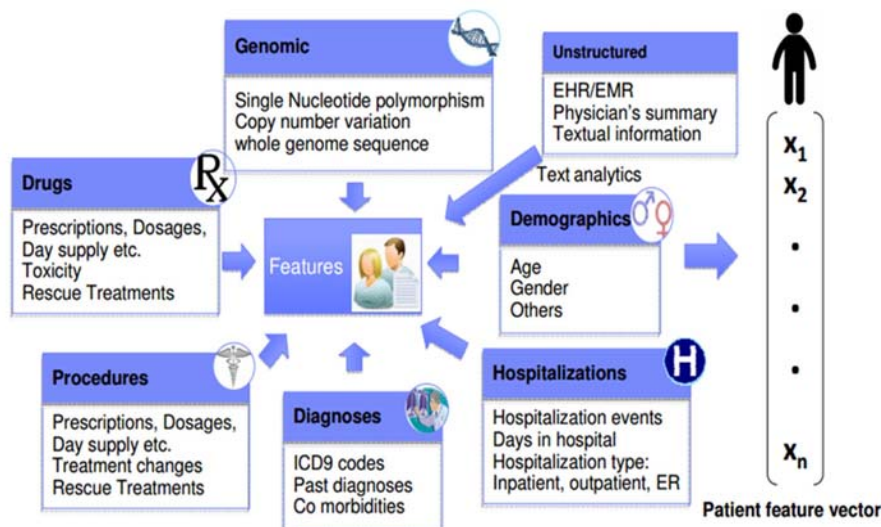 Genomic
Single Nucleotide polymorphism
Copy number variation
whole genome sequence
Unstructured
EHR/EMR
Physician's summary
Textual information
Text analytics
Drugs
Rx
Prescriptions, Dosages,
Day supply etc.
Toxicity
Rescue Treatments
Features
Demographics
Age
Gender
Others
Procedures
Prescriptions, Dosages,
Day supply etc.
Treatment changes
Rescue Treatments
Diagnoses
ICD9 codes
Past diagnoses
Co morbidities
Hospitalizations
H
Hospitalization events
Days in hospital
Hospitalization type:
Inpatient, outpatient, ER
x1
x2
.
.
.
xn
Patient feature vector